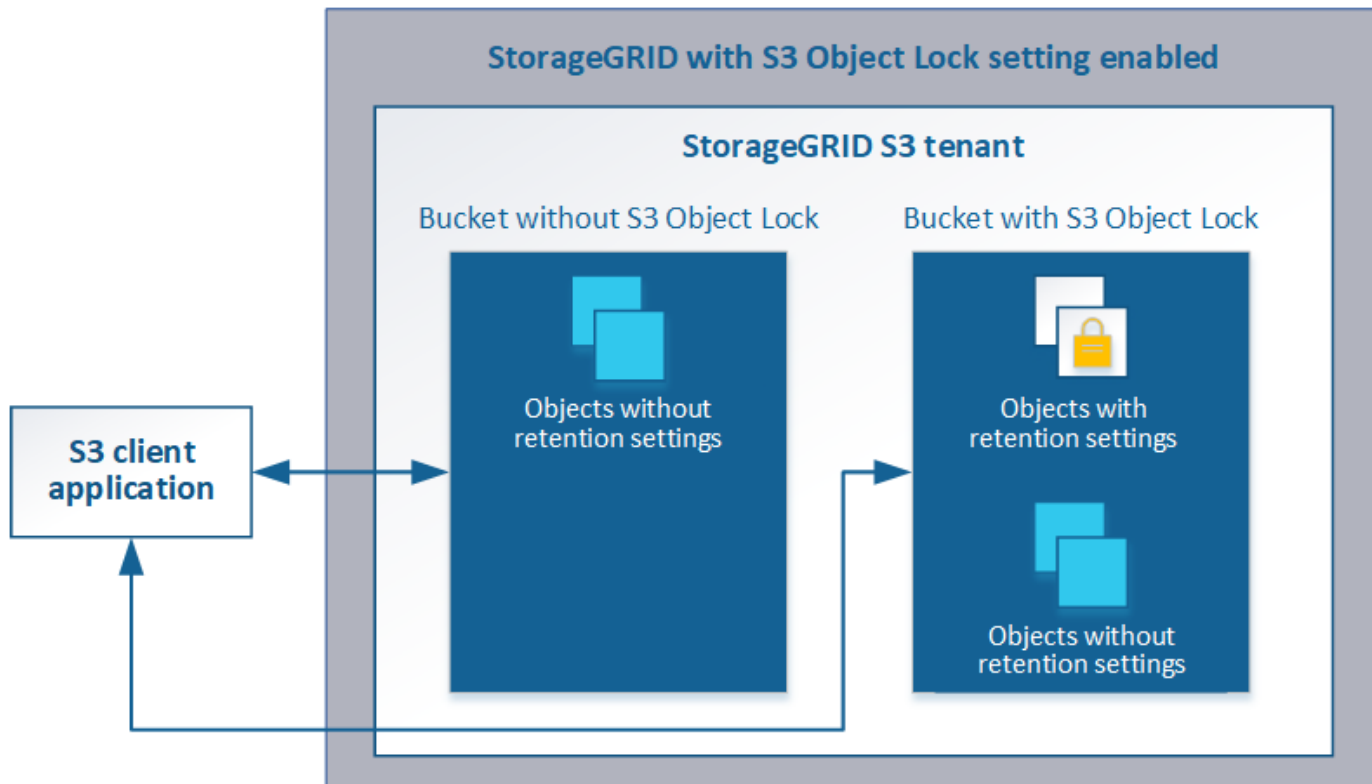 StorageGRID with S3 Object Lock setting enabled
StorageGRID S3 tenant
Bucket without S3 Object Lock
Bucket with S3 Object Lock
Objects without
retention settings
Objects with
retention settings
S3 client
application
Objects without
retention settings